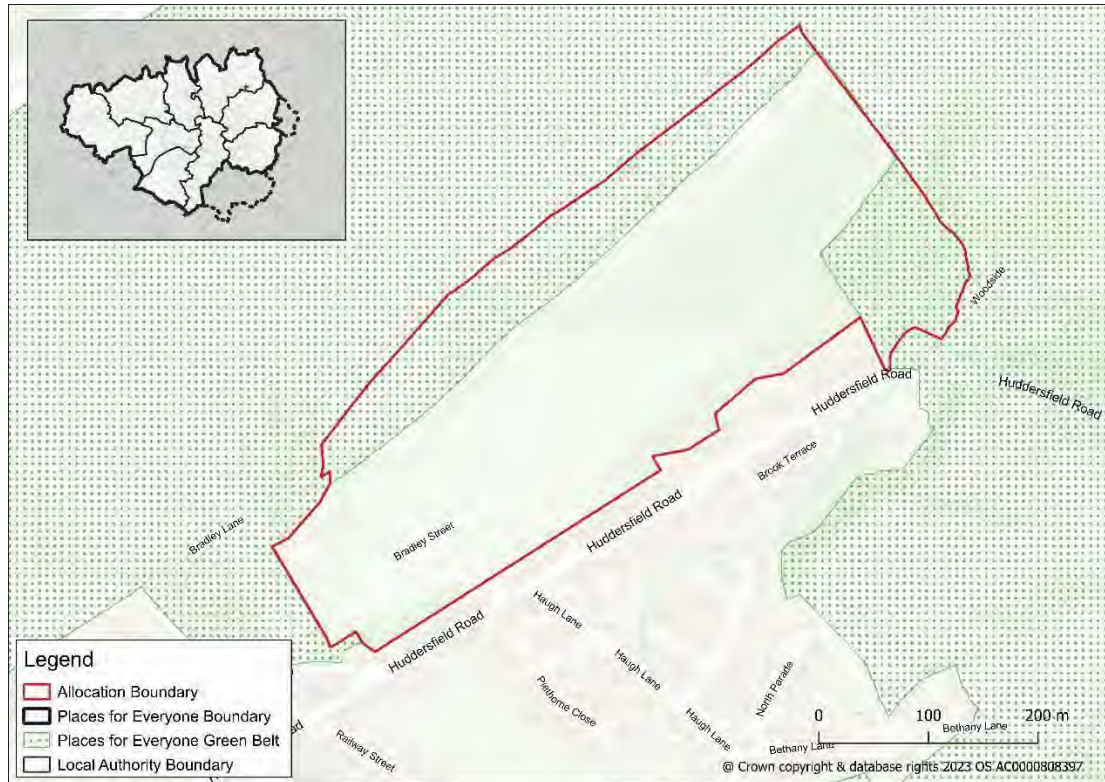 Woodside
Huddersfield Road
Huddersfield Road
Brook Terrace
Huddersfield Road
Bradley Lane
Bradley Street
Haugh Lane
Huddersfield Road
Haugh Lane
Piethorne Close
North Parade
Haugh Lane
Railway Street
Bethany Lane
Bethany Lane
Legend
Allocation Boundary
Places for Everyone Boundary
Places for Everyone Green Belt
Local Authority Boundary
0 100 200 m
@ Crown copyright & database rights 2023 OS AC0000808397.